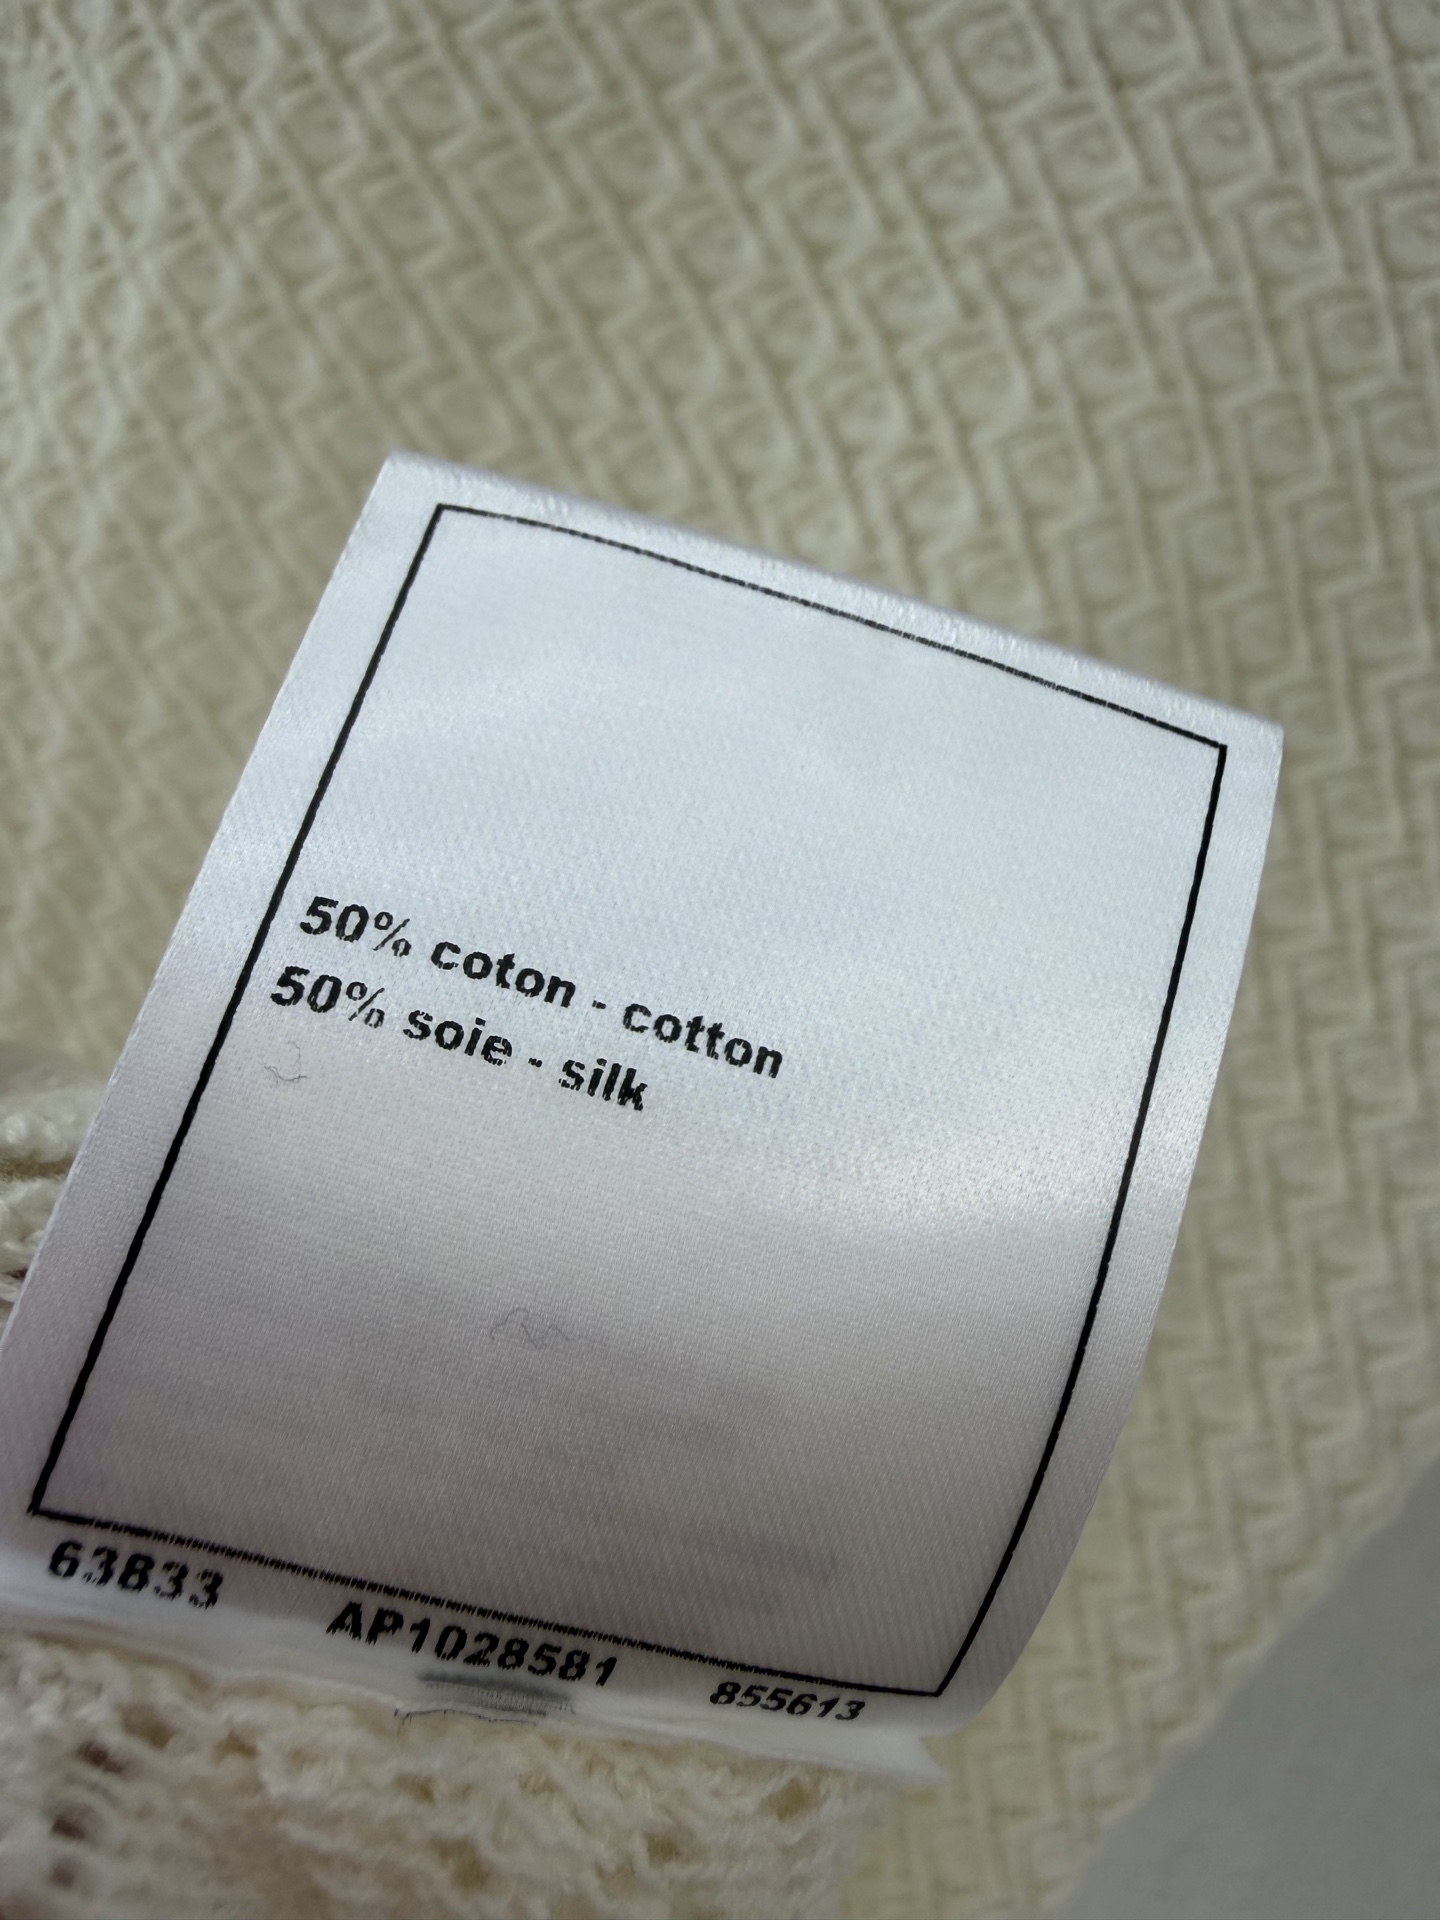 50% coton - cotton
50% soie - silk
63833 AP1028581 855613